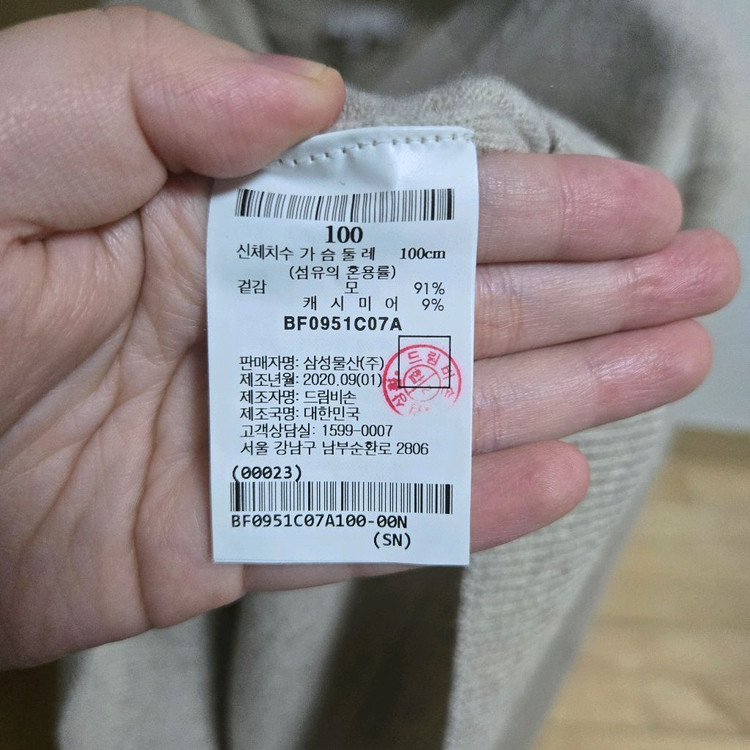 100
신체치수 가 슴 둘 레 100cm
(섬유의 혼용률)
겉감 모 91%
캐 시 미 어 9%
BF0951C07A
판매자명: 삼성물산(주)
제조년월: 2020.09(01)
제조자명: 드림비손
제조국명: 대한민국
고객상담실: 1599-0007
서울 강남구 남부순환로 2806
(00023)
BF0951C07A100-00N
(SN)
드림비손